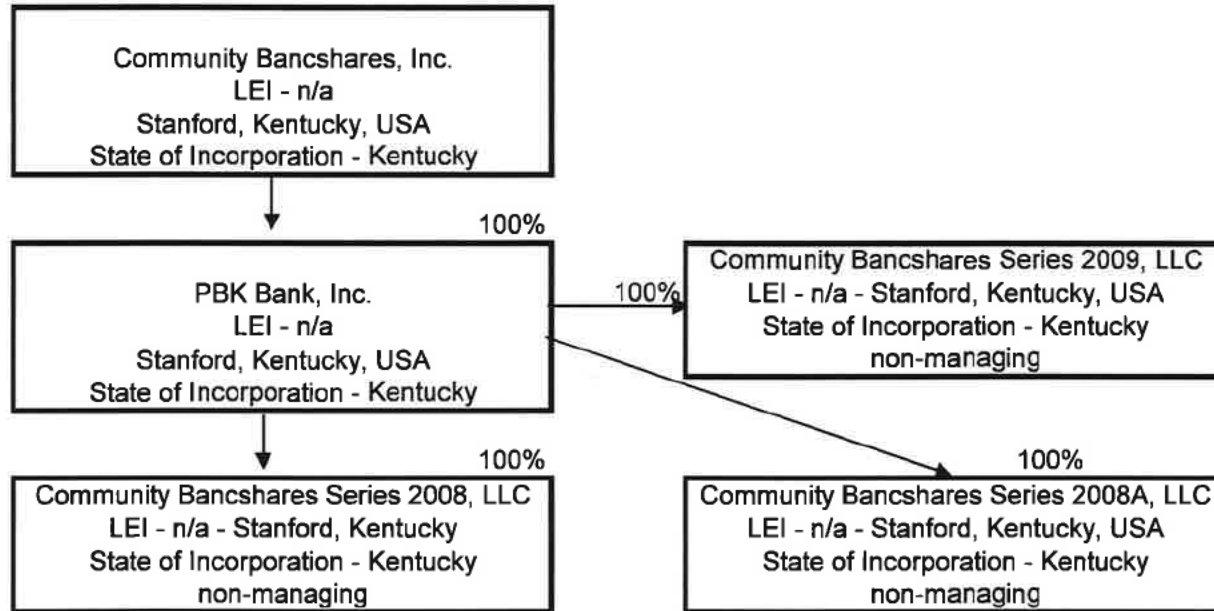 Community Bancshares, Inc.
LEI - n/a
Stanford, Kentucky, USA
State of Incorporation - Kentucky
100%
PBK Bank, Inc.
LEI - n/a
Stanford, Kentucky, USA
State of Incorporation - Kentucky
100%
Community Bancshares Series 2009, LLC
LEI - n/a - Stanford, Kentucky, USA
State of Incorporation - Kentucky
non-managing
100%
Community Bancshares Series 2008, LLC
LEI - n/a - Stanford, Kentucky
State of Incorporation - Kentucky
non-managing
100%
Community Bancshares Series 2008A, LLC
LEI - n/a - Stanford, Kentucky, USA
State of Incorporation - Kentucky
non-managing